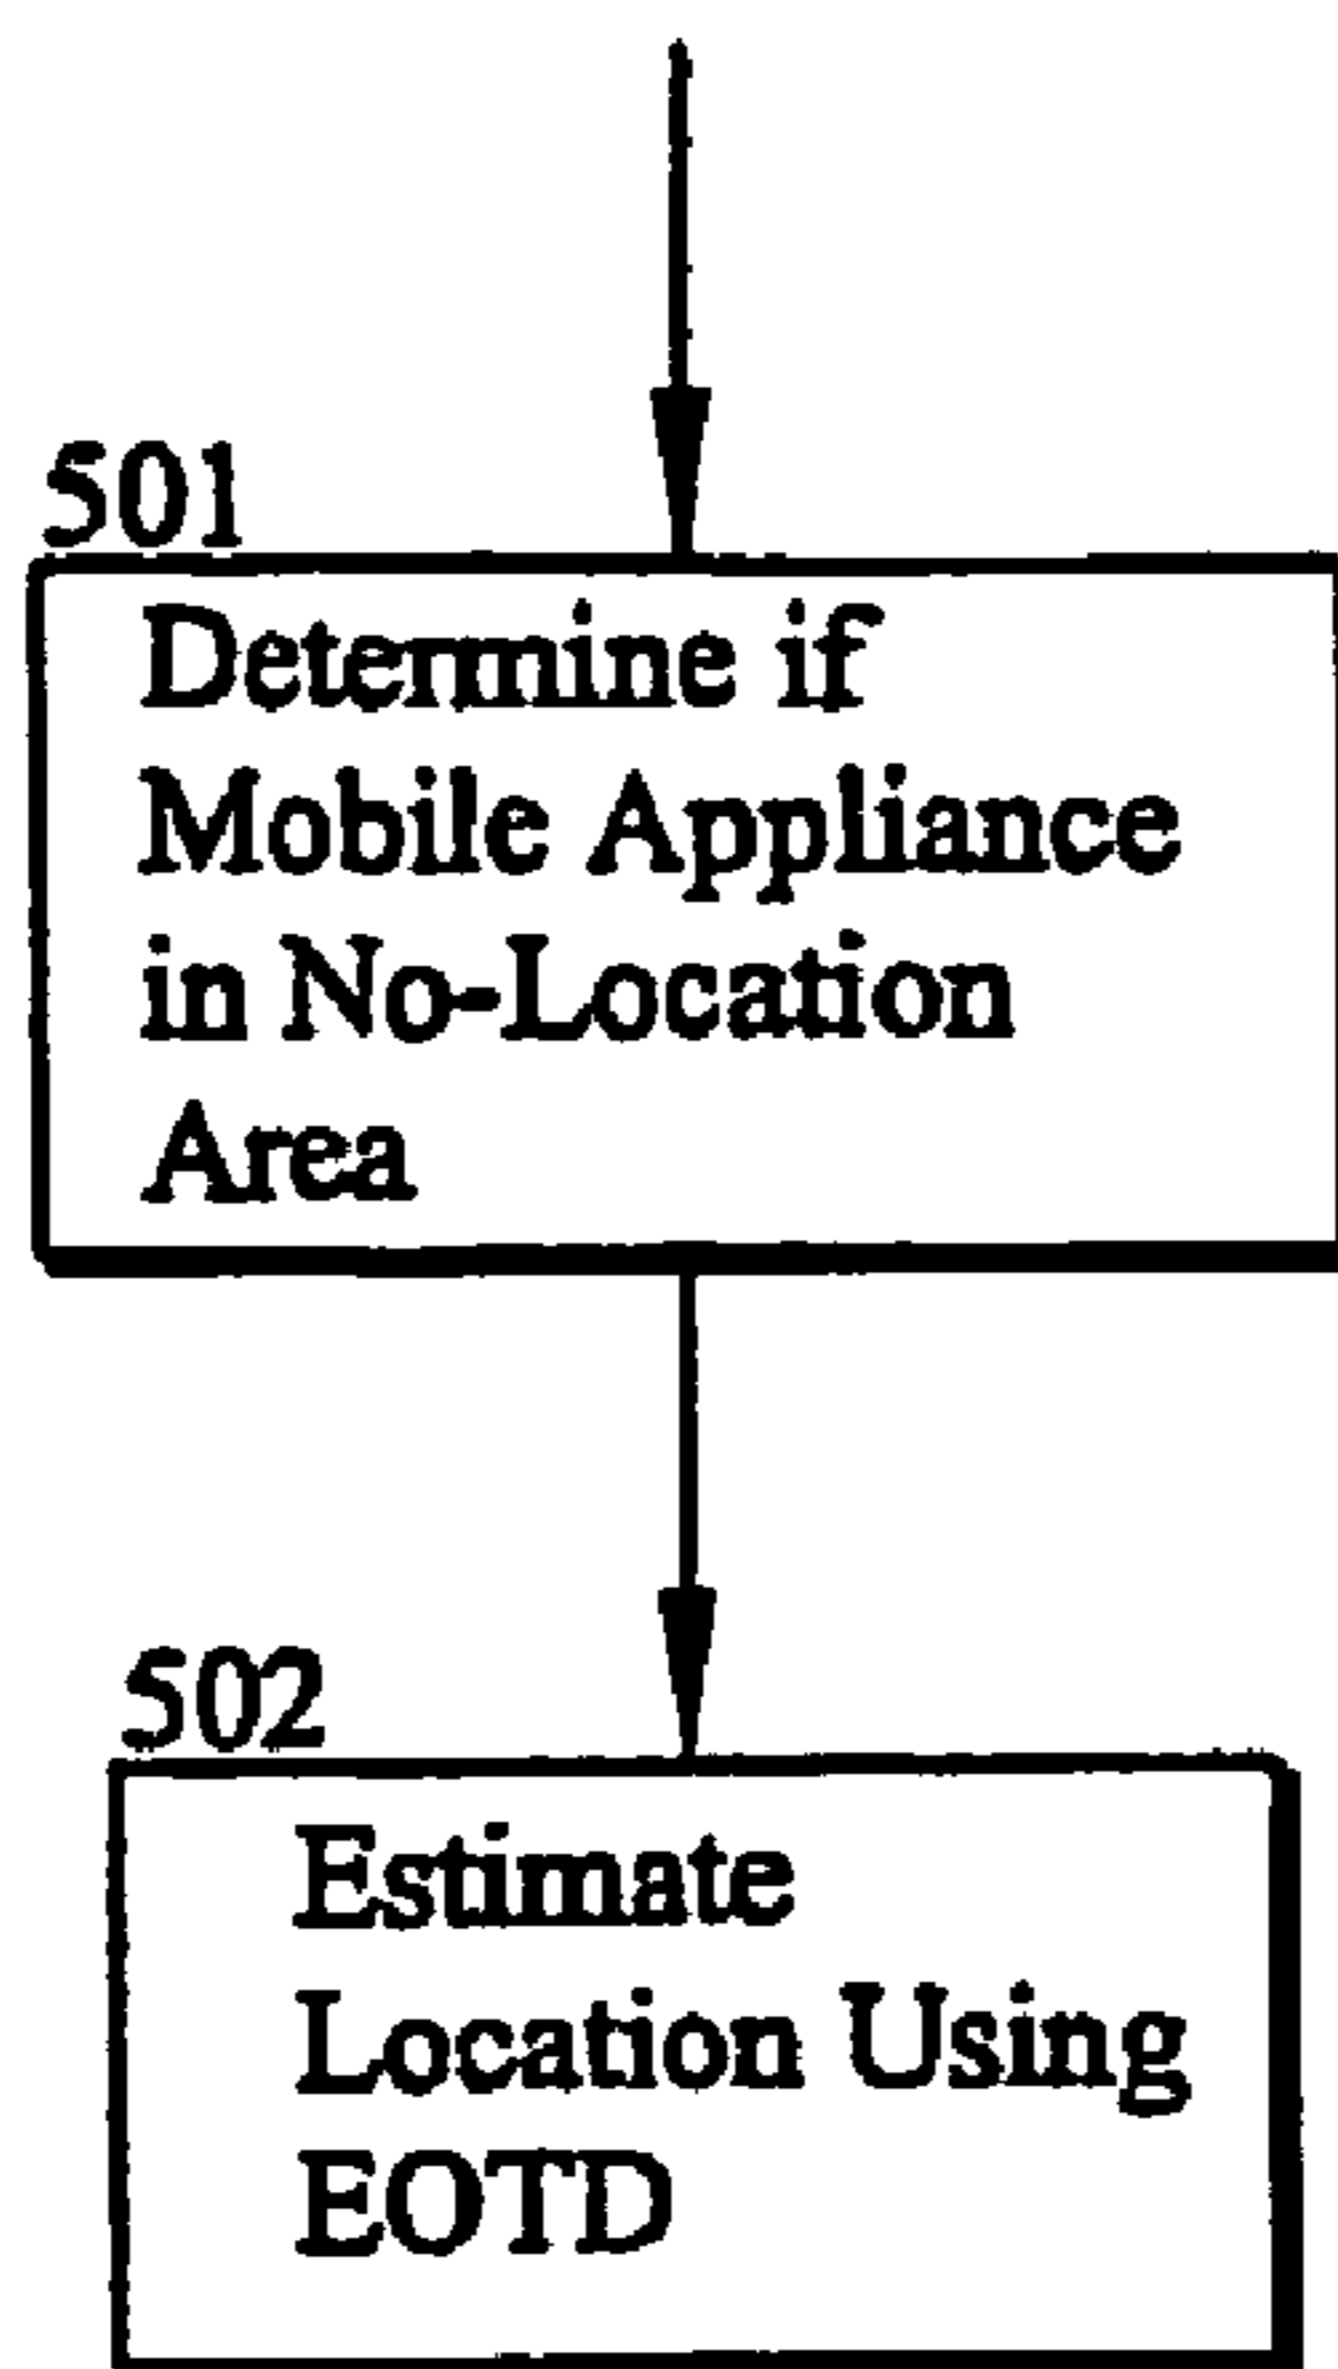 501
Determine if
Mobile Appliance
in No-Location
Area
502
Estimate
Location Using
EOTD